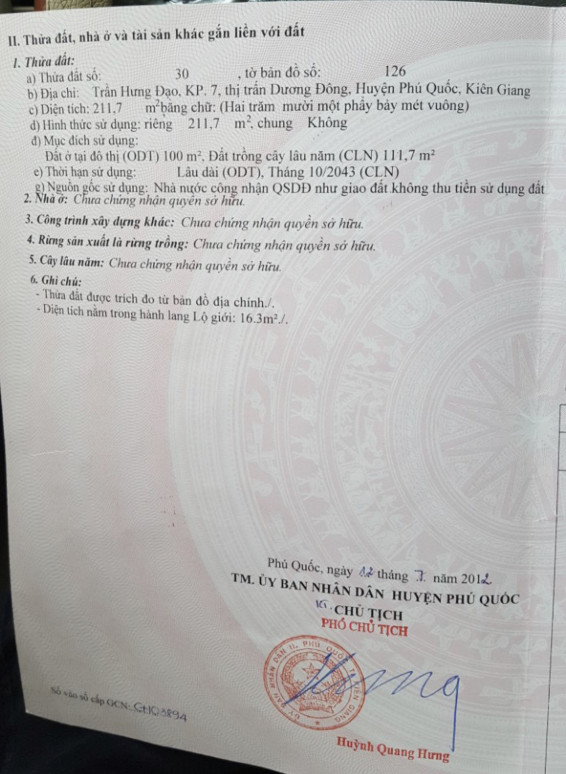 II. Thửa đất, nhà ở và tài sản khác gắn liền với đất
1. Thửa đất:
a) Thửa đất số: 30 , tờ bản đồ số: 126
b) Địa chỉ: Trần Hưng Đạo, KP. 7, thị trấn Dương Đông, Huyện Phú Quốc, Kiên Giang
c) Diện tích: 211,7 m² bằng chữ: (Hai trăm mười một phẩy bảy mét vuông)
d) Hình thức sử dụng: riêng 211,7 m², chung Không
đ) Mục đích sử dụng:
Đất ở tại đô thị (ODT) 100 m², Đất trồng cây lâu năm (CLN) 111,7 m²
e) Thời hạn sử dụng: Lâu dài (ODT), Tháng 10/2043 (CLN)
g) Nguồn gốc sử dụng: Nhà nước công nhận QSDĐ như giao đất không thu tiền sử dụng đất
2. Nhà ở: Chưa chứng nhận quyền sở hữu.
3. Công trình xây dựng khác: Chưa chứng nhận quyền sở hữu.
4. Rừng sản xuất là rừng trồng: Chưa chứng nhận quyền sở hữu.
5. Cây lâu năm: Chưa chứng nhận quyền sở hữu.
6. Ghi chú:
- Thửa đất được trích đo từ bản đồ địa chính./.
- Diện tích nằm trong hành lang Lộ giới: 16.3m²./.
Phú Quốc, ngày 12 tháng 7 năm 2012
TM. ỦY BAN NHÂN DÂN HUYỆN PHÚ QUỐC
KT. CHỦ TỊCH
PHÓ CHỦ TỊCH
Số vào sổ cấp GCN:
Huỳnh Quang Hưng